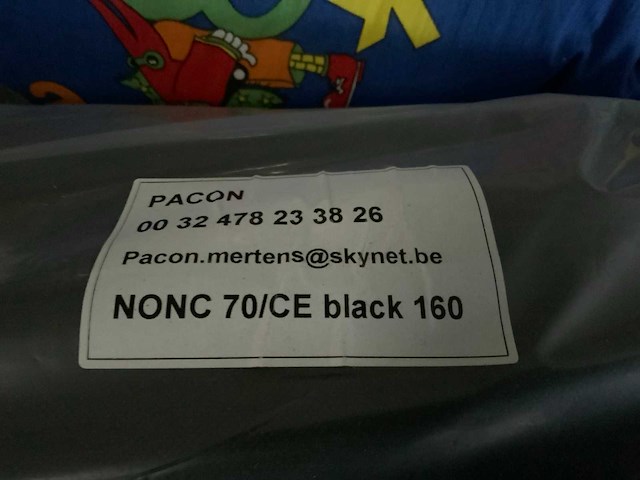 PACON
00 32 478 23 38 26
Pacon.mertens@skynet.be
NONC 70/CE black 160